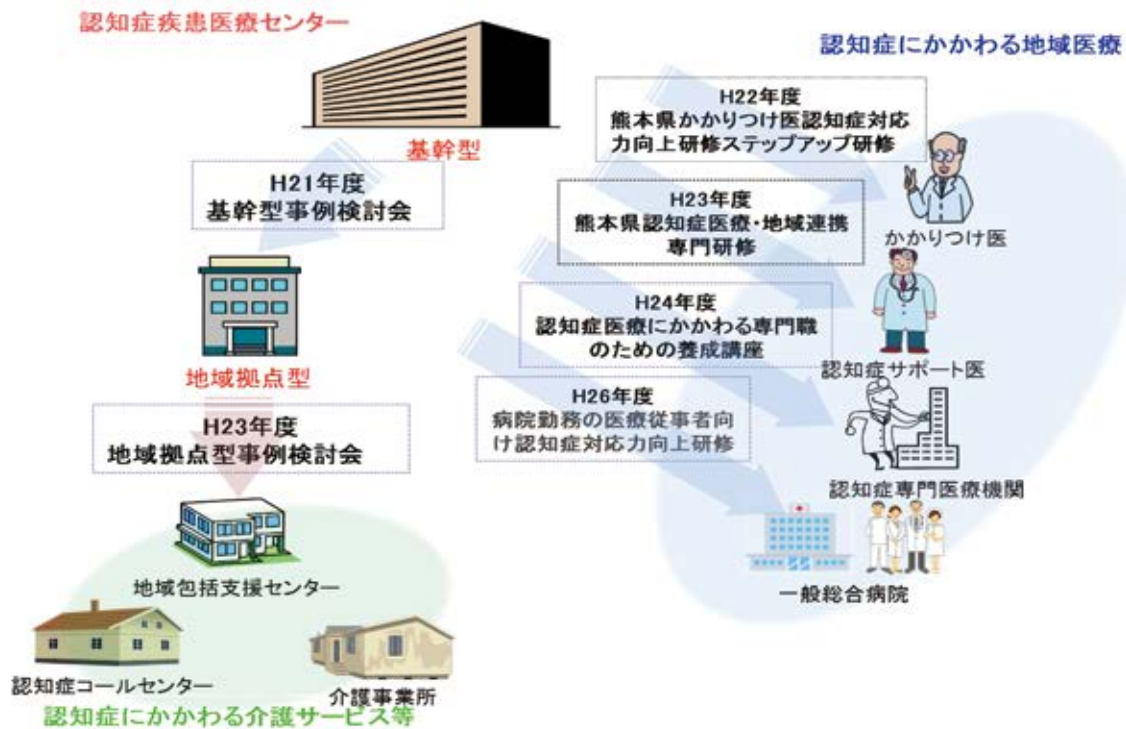 認知症疾患医療センター
認知症にかかわる地域医療
基幹型
H21年度
基幹型事例検討会
地域拠点型
H23年度
地域拠点型事例検討会
地域包括支援センター
認知症コールセンター
介護事業所
認知症にかかわる介護サービス等
H22年度
熊本県かかりつけ医認知症対応
力向上研修ステップアップ研修
かかりつけ医
H23年度
熊本県認知症医療・地域連携
専門研修
認知症サポート医
H24年度
認知症医療にかかわる専門職
のための養成講座
認知症専門医療機関
H26年度
病院勤務の医療従事者向
け認知症対応力向上研修
一般総合病院